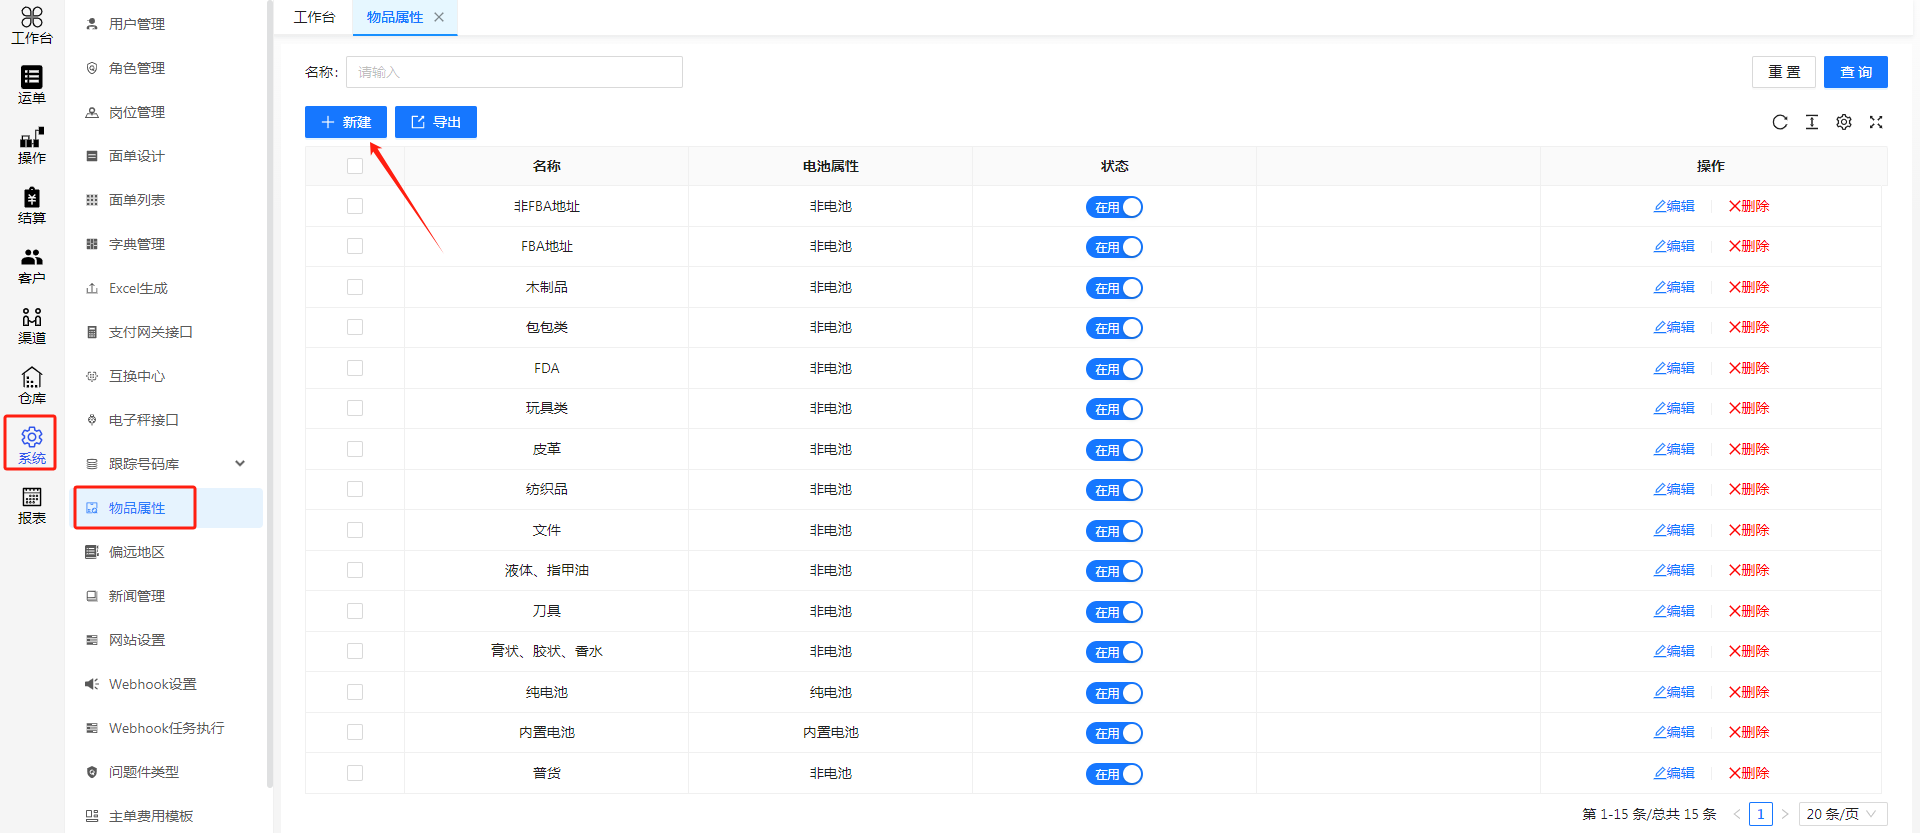 工作台
运单
操作
结算
客户
渠道
仓库
系统
报表
用户管理
角色管理
岗位管理
面单设计
面单列表
字典管理
Excel生成
支付网关接口
互换中心
电子秤接口
跟踪号码库
物品属性
偏远地区
新闻管理
网站设置
Webhook设置
Webhook任务执行
问题件类型
主单费用模板
工作台 物品属性
名称: 请输入 重置 查询
新建 导出
名称 电池属性 状态 操作
非FBA地址 非电池 在用 编辑 删除
FBA地址 非电池 在用 编辑 删除
木制品 非电池 在用 编辑 删除
包包类 非电池 在用 编辑 删除
FDA 非电池 在用 编辑 删除
玩具类 非电池 在用 编辑 删除
皮革 非电池 在用 编辑 删除
纺织品 非电池 在用 编辑 删除
文件 非电池 在用 编辑 删除
液体、指甲油 非电池 在用 编辑 删除
刀具 非电池 在用 编辑 删除
膏状、胶状、香水 非电池 在用 编辑 删除
纯电池 纯电池 在用 编辑 删除
内置电池 内置电池 在用 编辑 删除
普货 非电池 在用 编辑 删除
第 1-15 条/总共 15 条 1 20 条/页